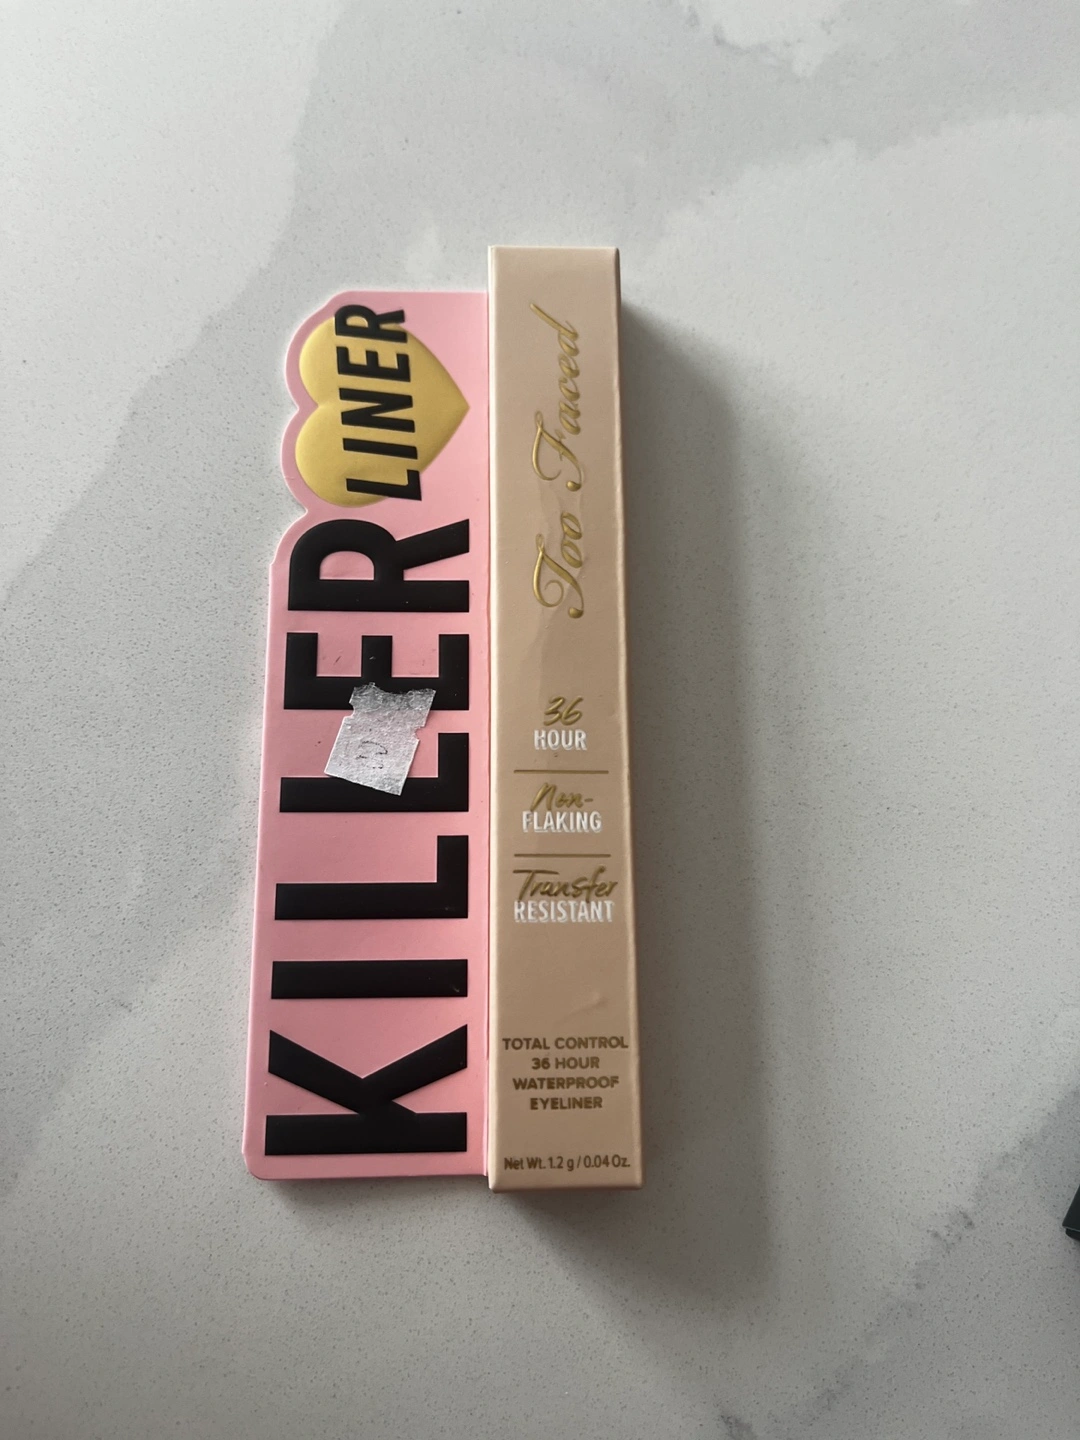 KILLER
LINER
Too Faced
36
HOUR
Non-
FLAKING
Transfer
RESISTANT
TOTAL CONTROL
36 HOUR
WATERPROOF
EYELINER
Net Wt. 1.2 g / 0.04 Oz.